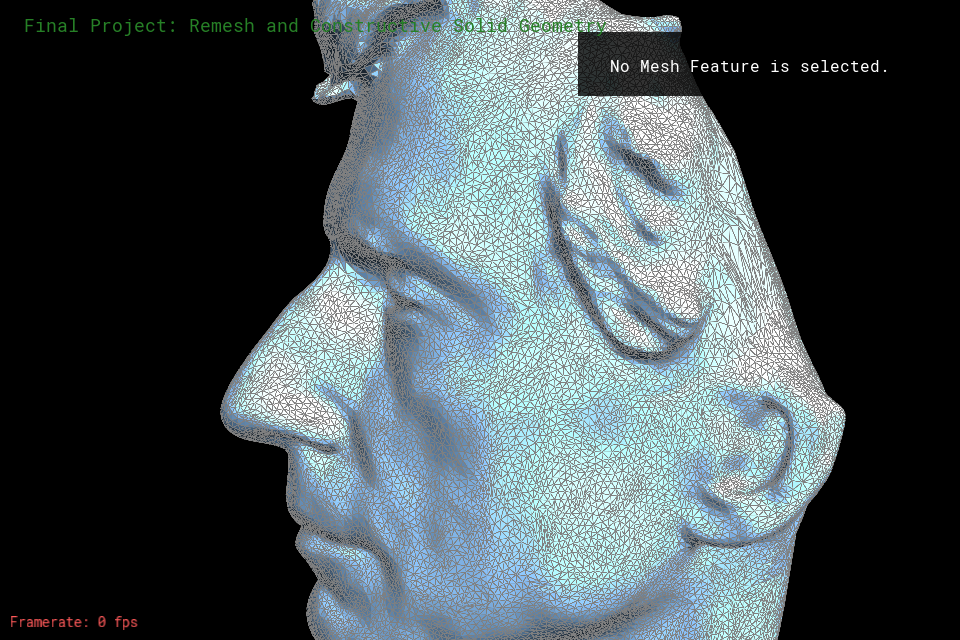 Final Project: Remesh and Constructive Solid Geometry
No Mesh Feature is selected.
Framerate: 0 fps